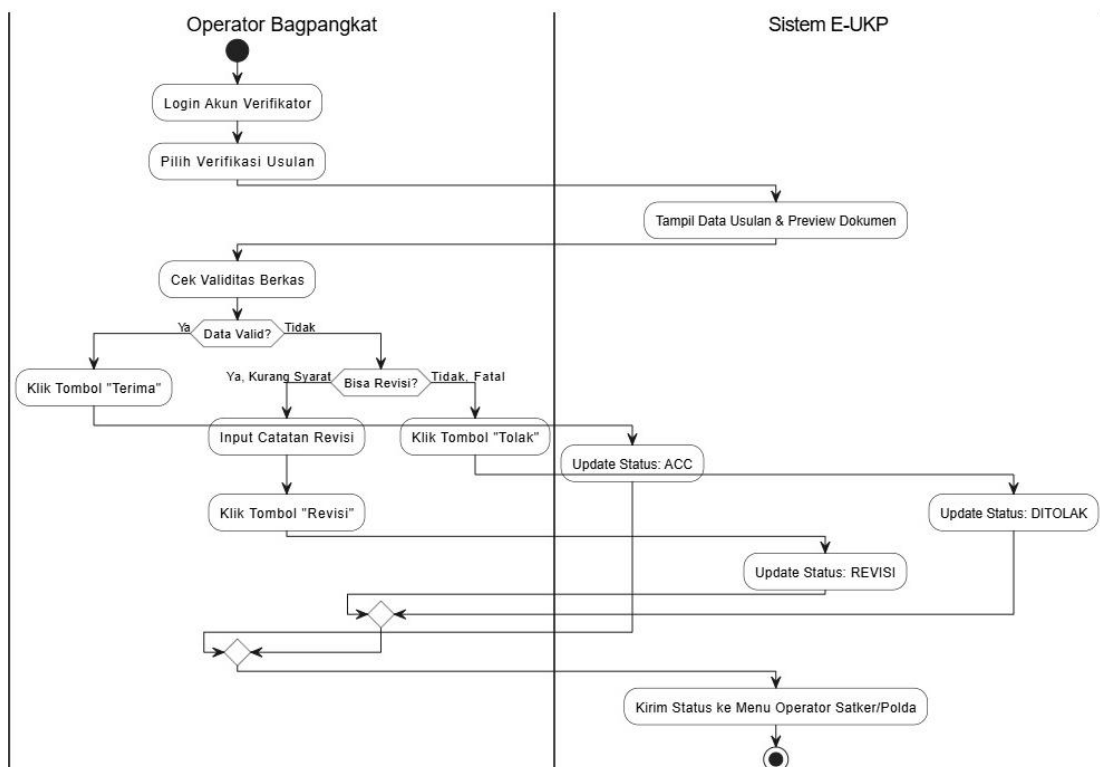 Operator Bagpangkat
Sistem E-UKP
Login Akun Verifikator
Pilih Verifikasi Usulan
Tampil Data Usulan & Preview Dokumen
Cek Validitas Berkas
Ya
Data Valid?
Tidak
Klik Tombol "Terima"
Ya, Kurang Syarat
Bisa Revisi?
Tidak, Fatal
Input Catatan Revisi
Klik Tombol "Tolak"
Update Status: ACC
Klik Tombol "Revisi"
Update Status: DITOLAK
Update Status: REVISI
Kirim Status ke Menu Operator Satker/Polda